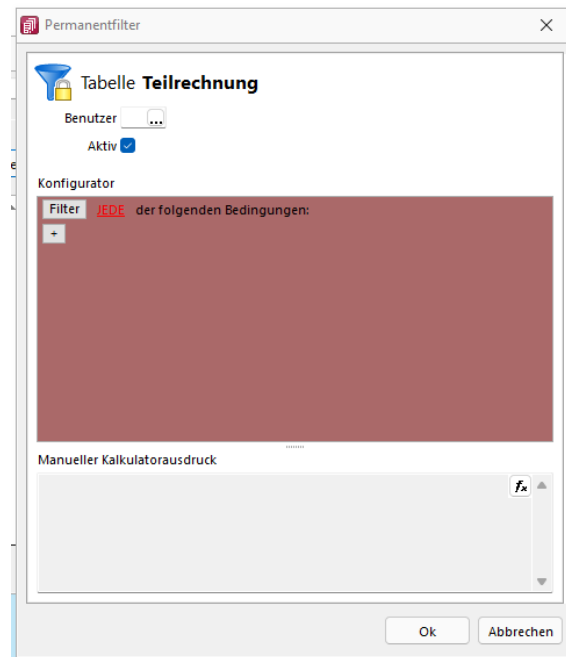 Permanentfilter
Tabelle Teilrechnung
Benutzer ...
Aktiv
Konfigurator
Filter JEDE der folgenden Bedingungen:
+
Manueller Kalkulatorausdruck
fx
Ok Abbrechen